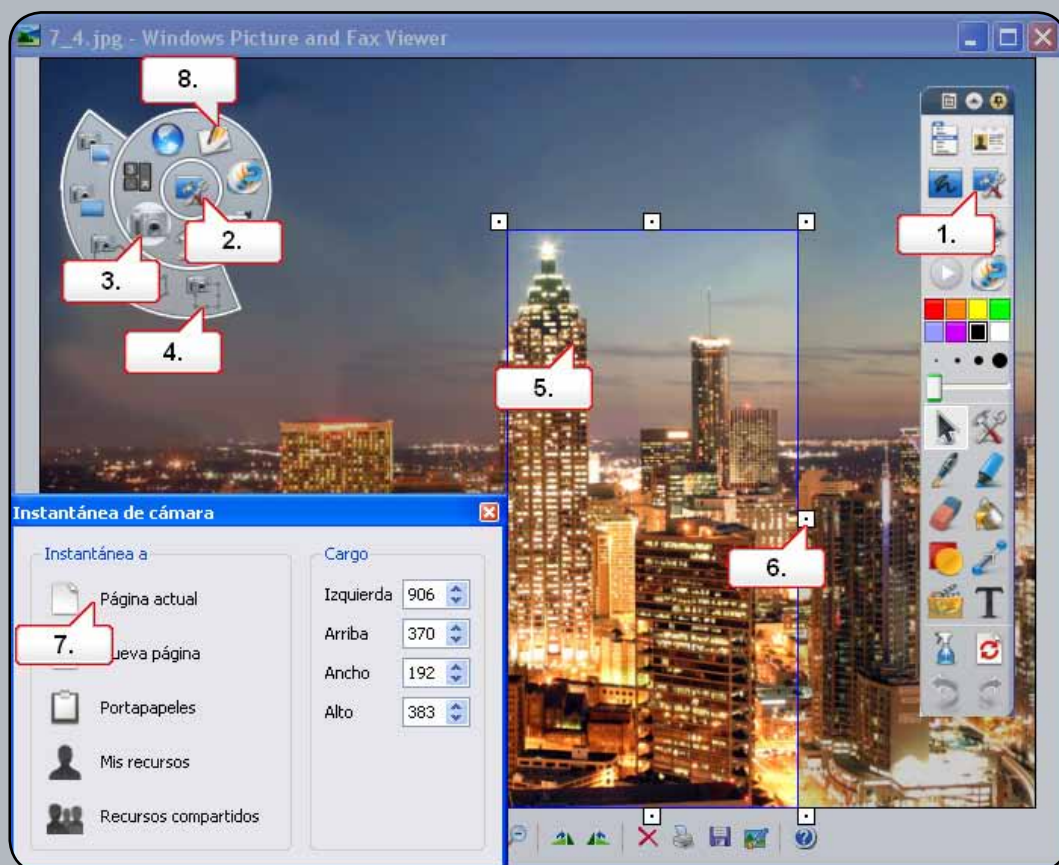 7_4.jpg - Windows Picture and Fax Viewer
8.
1.
2.
3.
4.
5.
6.
Instantánea de cámara
Instantánea a
Página actual
7.
ueva página
Portapapeles
Mis recursos
Recursos compartidos
Cargo
Izquierda 906
Arriba 370
Ancho 192
Alto 383
T